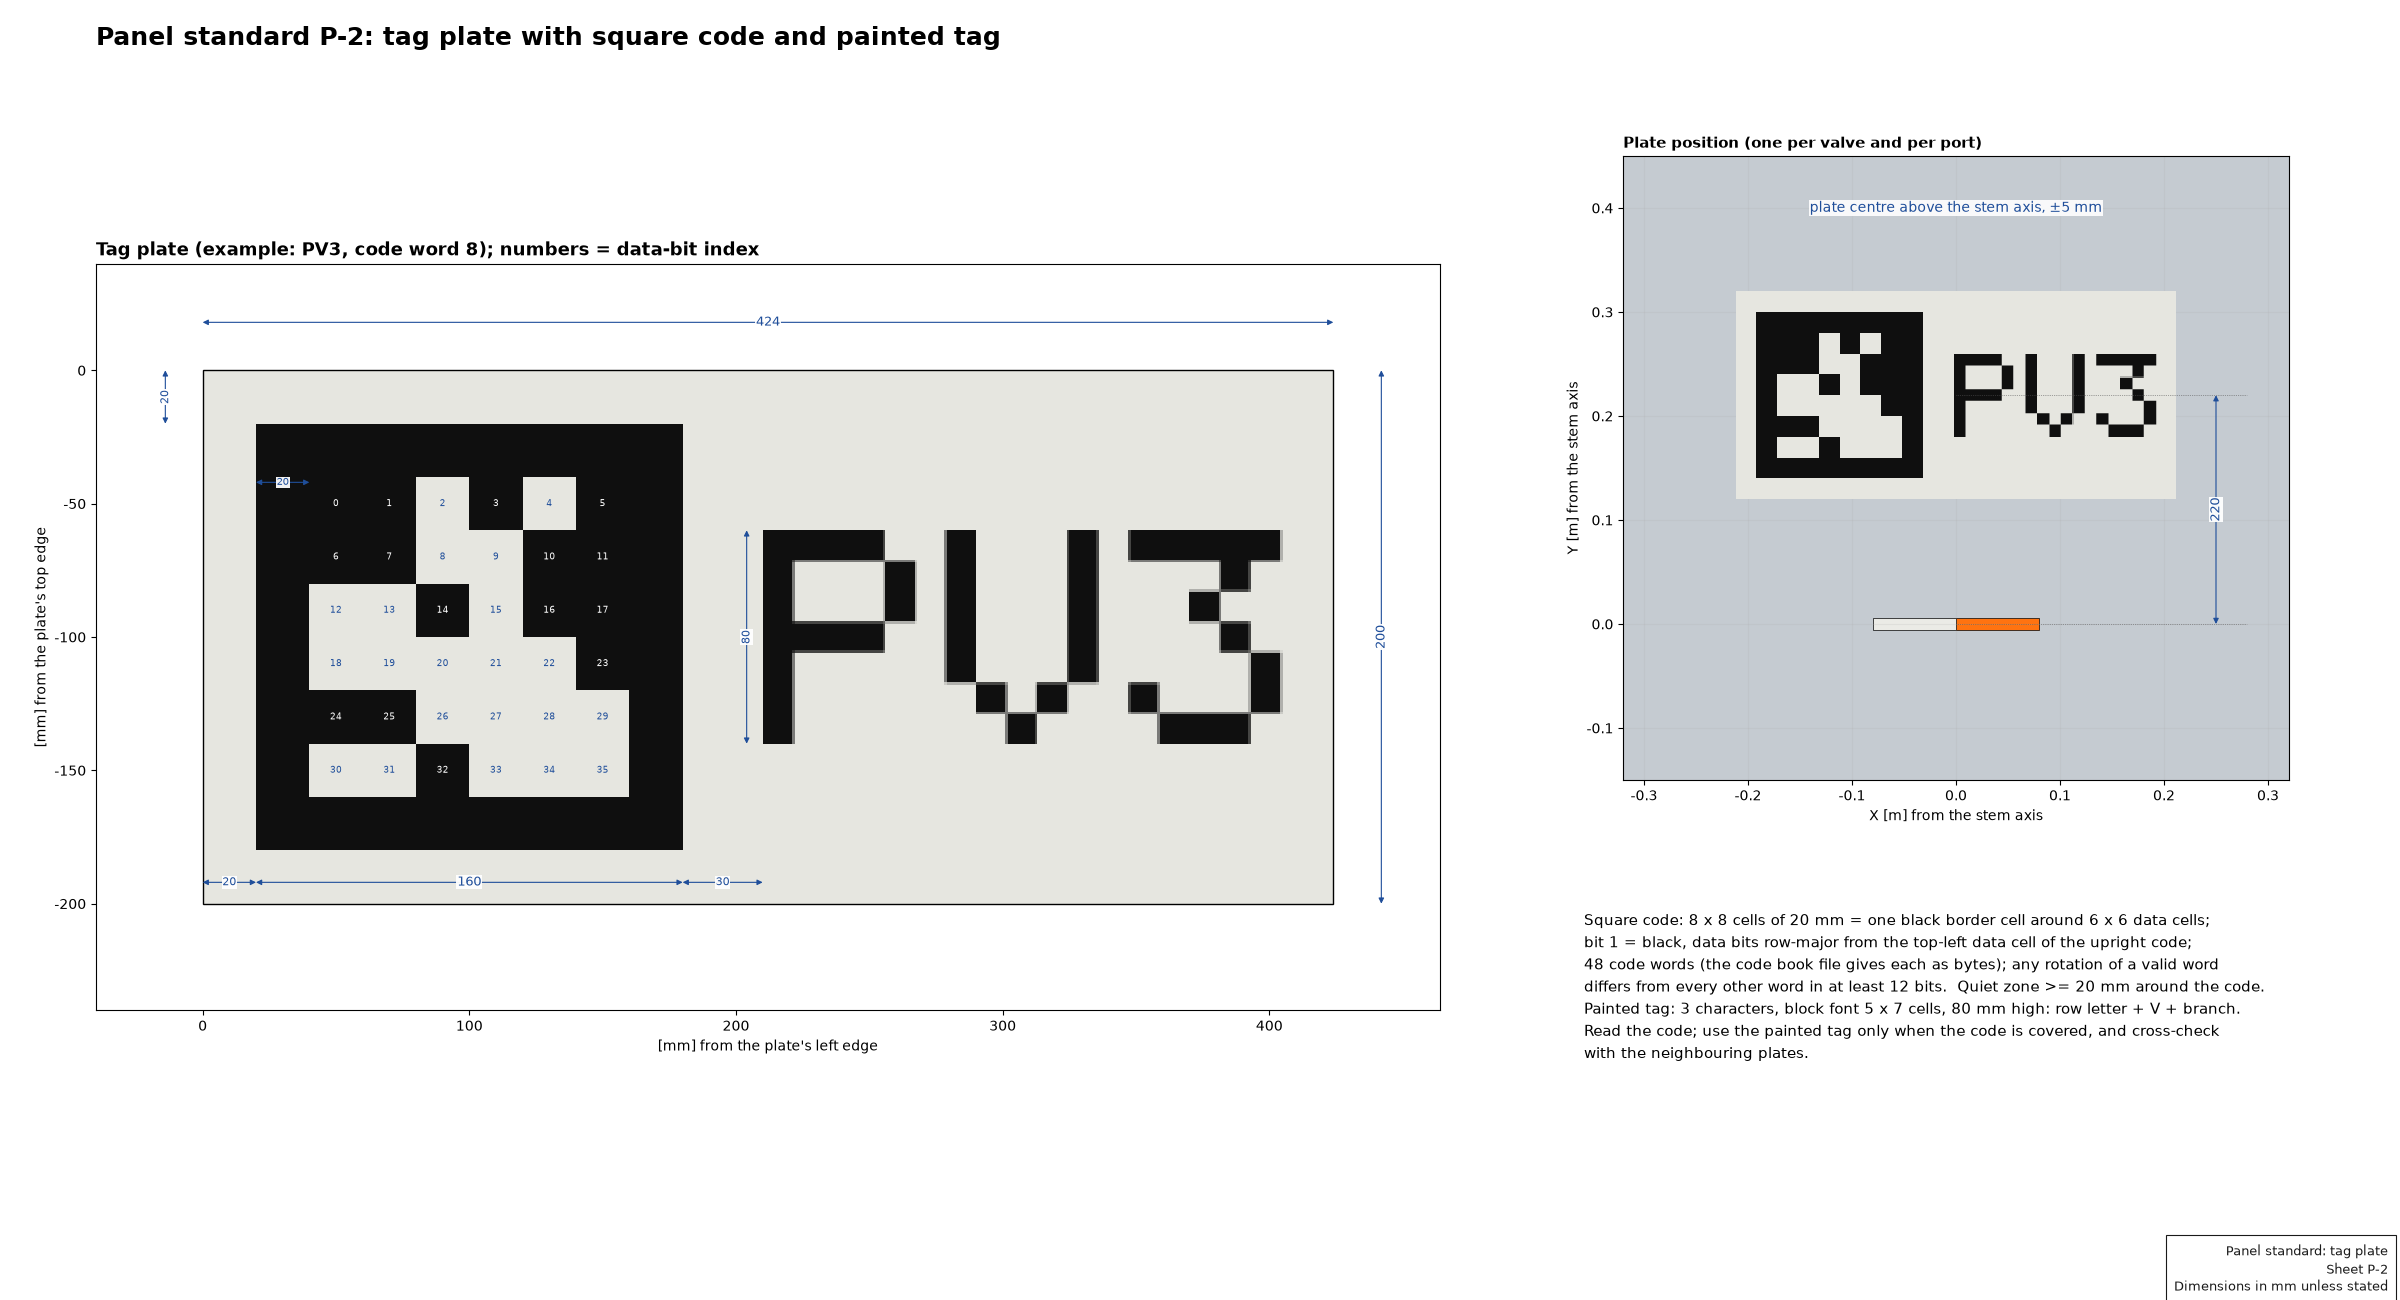 Panel standard P-2: tag plate with square code and painted tag
Tag plate (example: PV3, code word 8); numbers = data-bit index
424
20
20
0 1 2 3 4 5
6 7 8 9 10 11
12 13 14 15 16 17
18 19 20 21 22 23
24 25 26 27 28 29
30 31 32 33 34 35
80
PV3
200
20 160 30
0
-50
-100
-150
-200
[mm] from the plate's top edge
0 100 200 300 400
[mm] from the plate's left edge
Plate position (one per valve and per port)
plate centre above the stem axis, ±5 mm
PV3
220
0.4
0.3
0.2
0.1
0.0
-0.1
Y [m] from the stem axis
-0.3 -0.2 -0.1 0.0 0.1 0.2 0.3
X [m] from the stem axis
Square code: 8 x 8 cells of 20 mm = one black border cell around 6 x 6 data cells;
bit 1 = black, data bits row-major from the top-left data cell of the upright code;
48 code words (the code book file gives each as bytes); any rotation of a valid word
differs from every other word in at least 12 bits.  Quiet zone >= 20 mm around the code.
Painted tag: 3 characters, block font 5 x 7 cells, 80 mm high: row letter + V + branch.
Read the code; use the painted tag only when the code is covered, and cross-check
with the neighbouring plates.
Panel standard: tag plate
Sheet P-2
Dimensions in mm unless stated